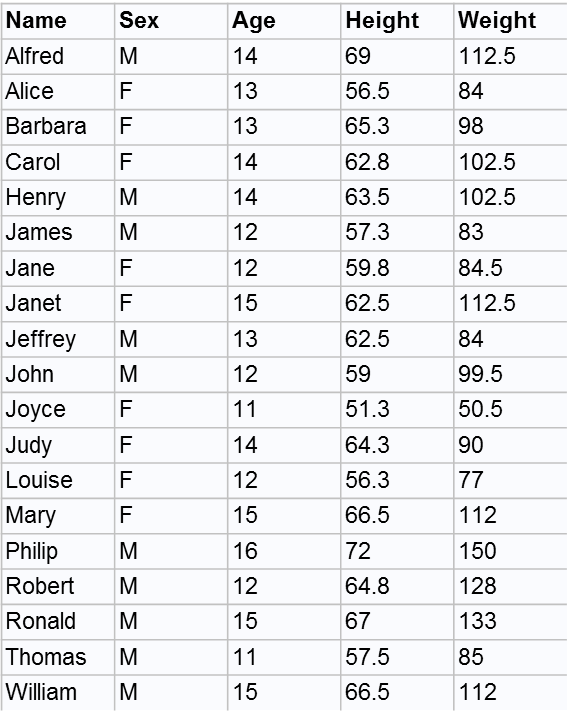 Name Sex Age Height Weight
Alfred M 14 69 112.5
Alice F 13 56.5 84
Barbara F 13 65.3 98
Carol F 14 62.8 102.5
Henry M 14 63.5 102.5
James M 12 57.3 83
Jane F 12 59.8 84.5
Janet F 15 62.5 112.5
Jeffrey M 13 62.5 84
John M 12 59 99.5
Joyce F 11 51.3 50.5
Judy F 14 64.3 90
Louise F 12 56.3 77
Mary F 15 66.5 112
Philip M 16 72 150
Robert M 12 64.8 128
Ronald M 15 67 133
Thomas M 11 57.5 85
William M 15 66.5 112